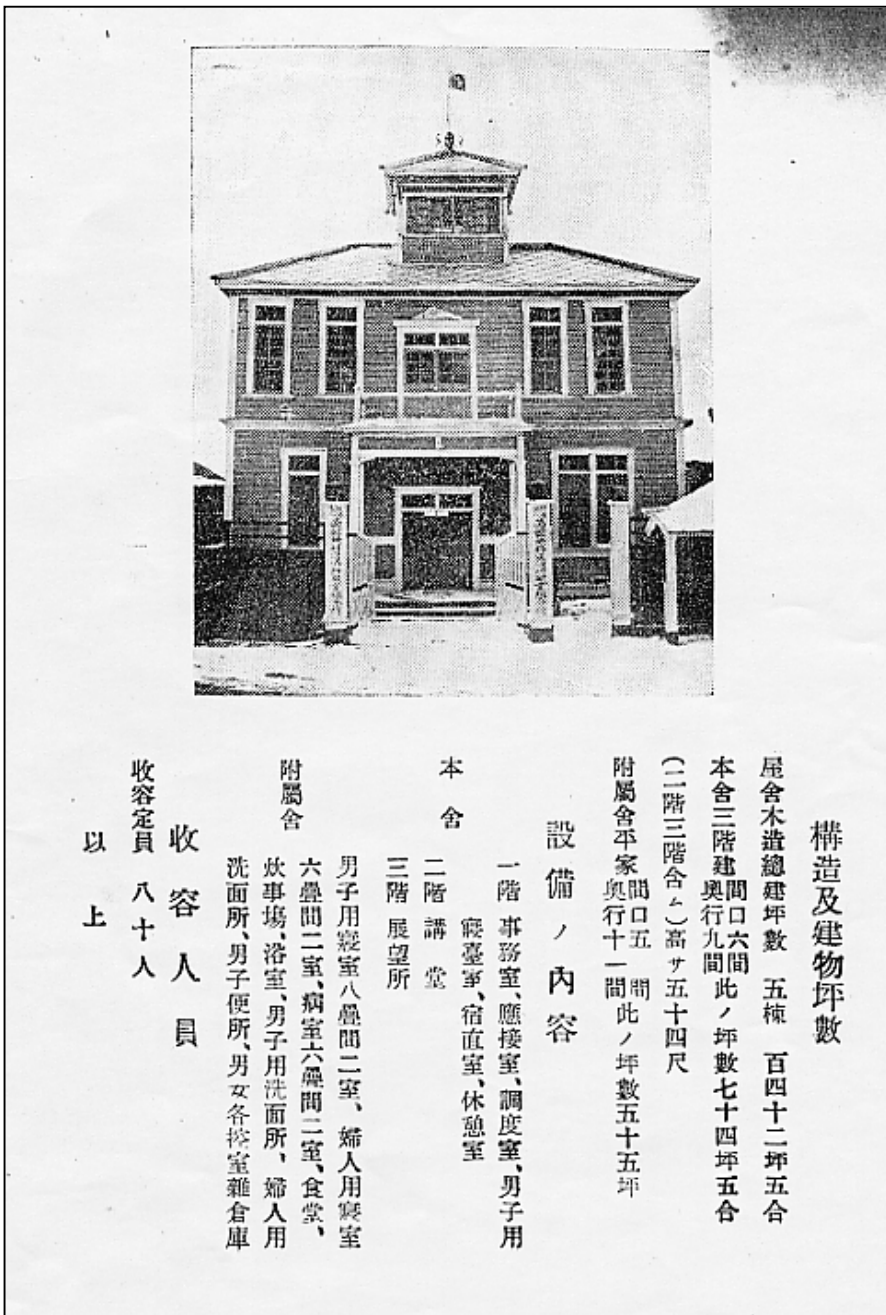 構造及建物坪數
屋舍木造總建坪數　五棟　百四十二坪五合
本舍三階建間口六間奥行九間此ノ坪數七十四坪五合
(二階三階含ム)高サ五十四尺
附屬舍平家間口五　間奥行十一間此ノ坪數五十五坪
設備ノ內容
本舍
一階　事務室、應接室、調度室、男子用
寢臺室、宿直室、休憩室
二階　講堂
三階　展望所
附屬舍
男子用寢室八疊間二室、婦人用寢室
六疊間二室、病室六疊間二室、食堂、
炊事場、浴室、男子用洗面所、婦人用
洗面所、男子便所、男女各控室雜倉庫
收容人員
收容定員　八十人
以上